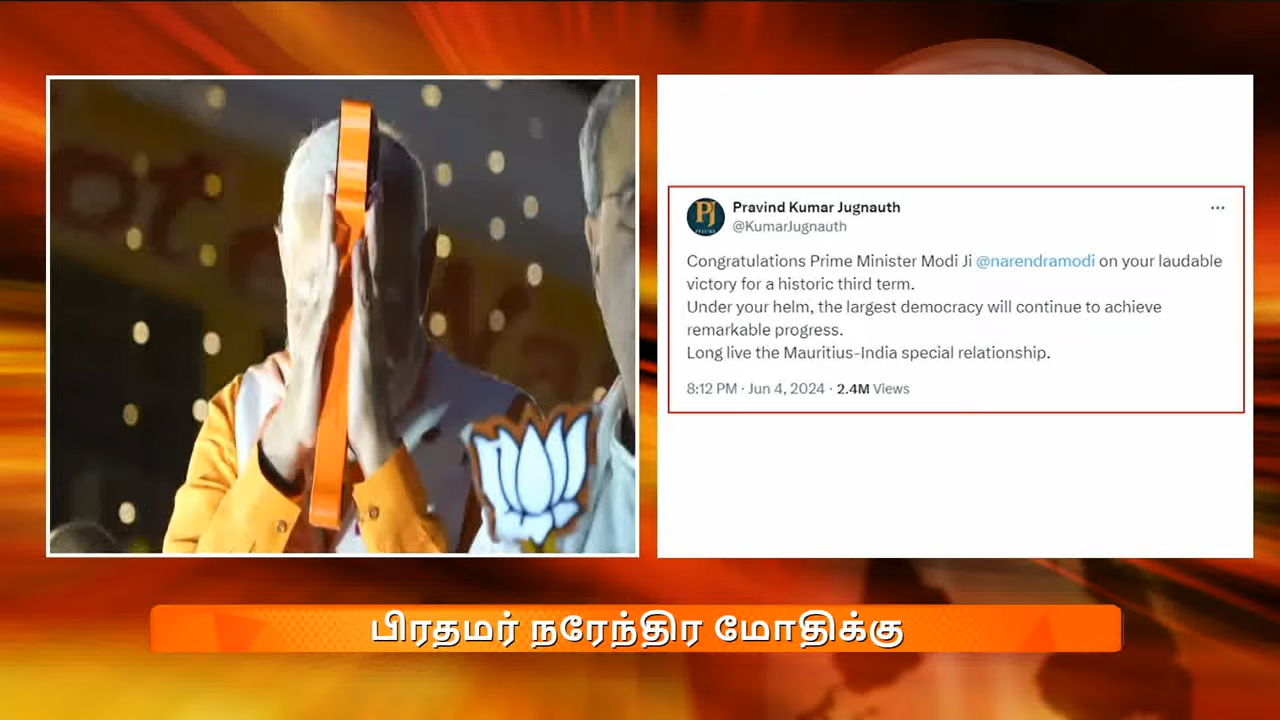 Pravind Kumar Jugnauth
@KumarJugnauth
Congratulations Prime Minister Modi Ji @narendramodi on your laudable
victory for a historic third term.
Under your helm, the largest democracy will continue to achieve
remarkable progress.
Long live the Mauritius-India special relationship.
8:12 PM · Jun 4, 2024 · 2.4M Views
பிரதமர் நரேந்திர மோதிக்கு